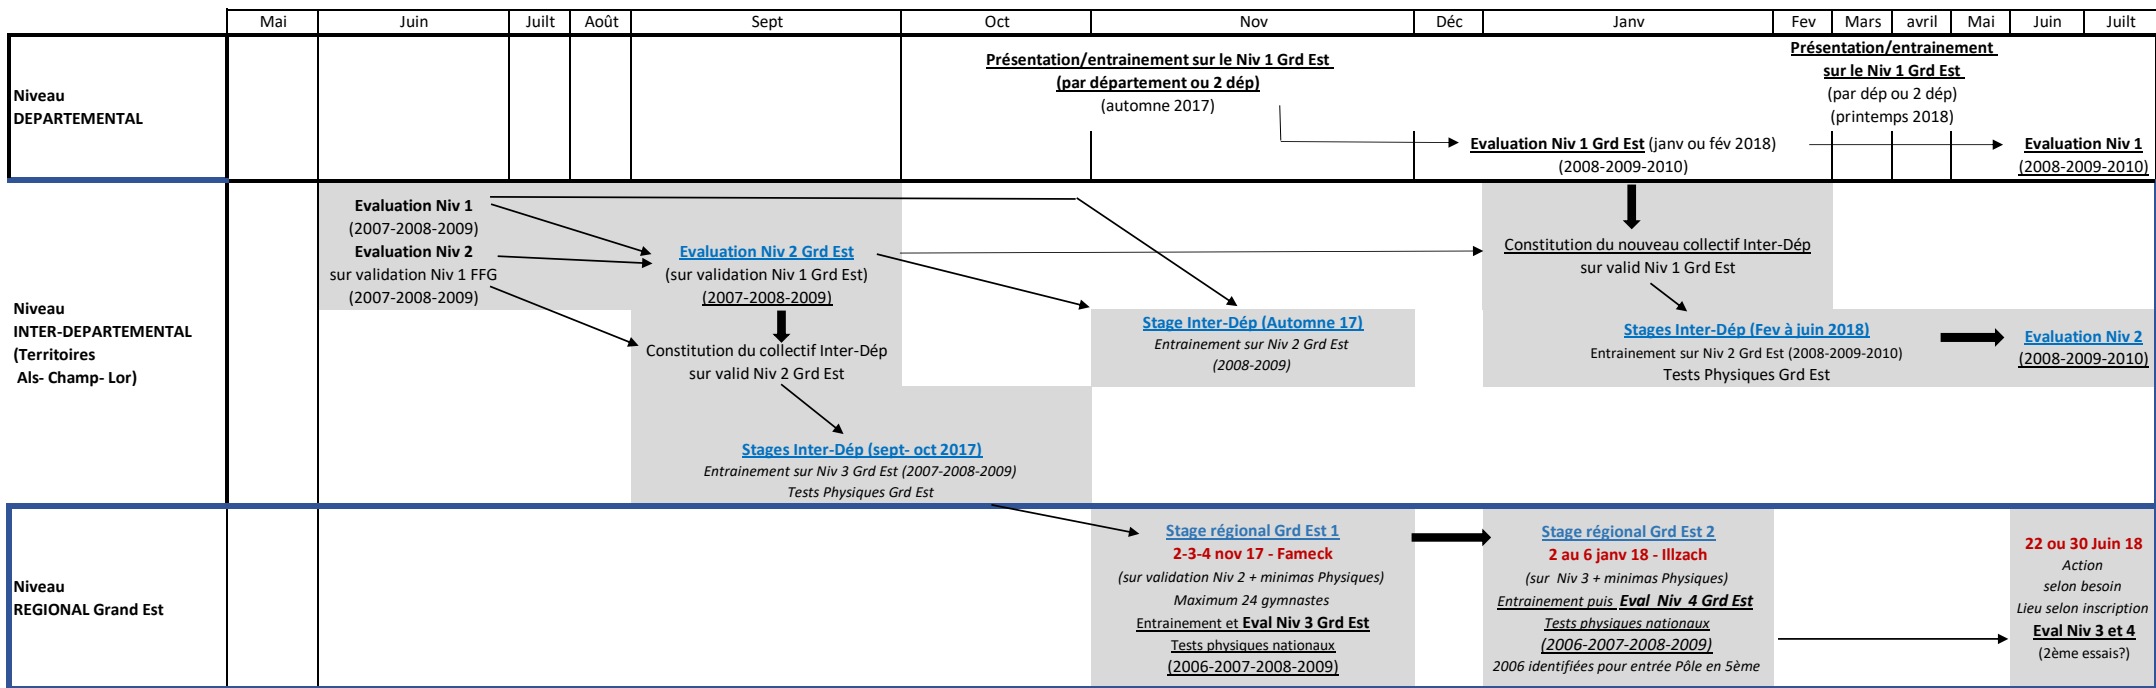 Mai Juin Juilt Août Sept Oct Nov Déc Janv Fev Mars avril Mai Juin Juilt
Niveau
DEPARTEMENTAL
Présentation/entrainement sur le Niv 1 Grd Est
(par département ou 2 dép)
(automne 2017)
Evaluation Niv 1 Grd Est (janv ou fév 2018)
(2008-2009-2010)
Présentation/entrainement
sur le Niv 1 Grd Est
(par dép ou 2 dép)
(printemps 2018)
Evaluation Niv 1
(2008-2009-2010)
Niveau
INTER-DEPARTEMENTAL
(Territoires
Als- Champ- Lor)
Evaluation Niv 1
(2007-2008-2009)
Evaluation Niv 2
sur validation Niv 1 FFG
(2007-2008-2009)
Evaluation Niv 2 Grd Est
(sur validation Niv 1 Grd Est)
(2007-2008-2009)
Constitution du collectif Inter-Dép
sur valid Niv 2 Grd Est
Stages Inter-Dép (sept- oct 2017)
Entrainement sur Niv 3 Grd Est (2007-2008-2009)
Tests Physiques Grd Est
Stage Inter-Dép (Automne 17)
Entrainement sur Niv 2 Grd Est
(2008-2009)
Constitution du nouveau collectif Inter-Dép
sur valid Niv 1 Grd Est
Stages Inter-Dép (Fev à juin 2018)
Entrainement sur Niv 2 Grd Est (2008-2009-2010)
Tests Physiques Grd Est
Evaluation Niv 2
(2008-2009-2010)
Niveau
REGIONAL Grand Est
Stage régional Grd Est 1
2-3-4 nov 17 - Fameck
(sur validation Niv 2 + minimas Physiques)
Maximum 24 gymnastes
Entrainement et Eval Niv 3 Grd Est
Tests physiques nationaux
(2006-2007-2008-2009)
Stage régional Grd Est 2
2 au 6 janv 18 - Illzach
(sur Niv 3 + minimas Physiques)
Entrainement puis Eval Niv 4 Grd Est
Tests physiques nationaux
(2006-2007-2008-2009)
2006 identifiées pour entrée Pôle en 5ème
22 ou 30 Juin 18
Action
selon besoin
Lieu selon inscription
Eval Niv 3 et 4
(2ème essais?)